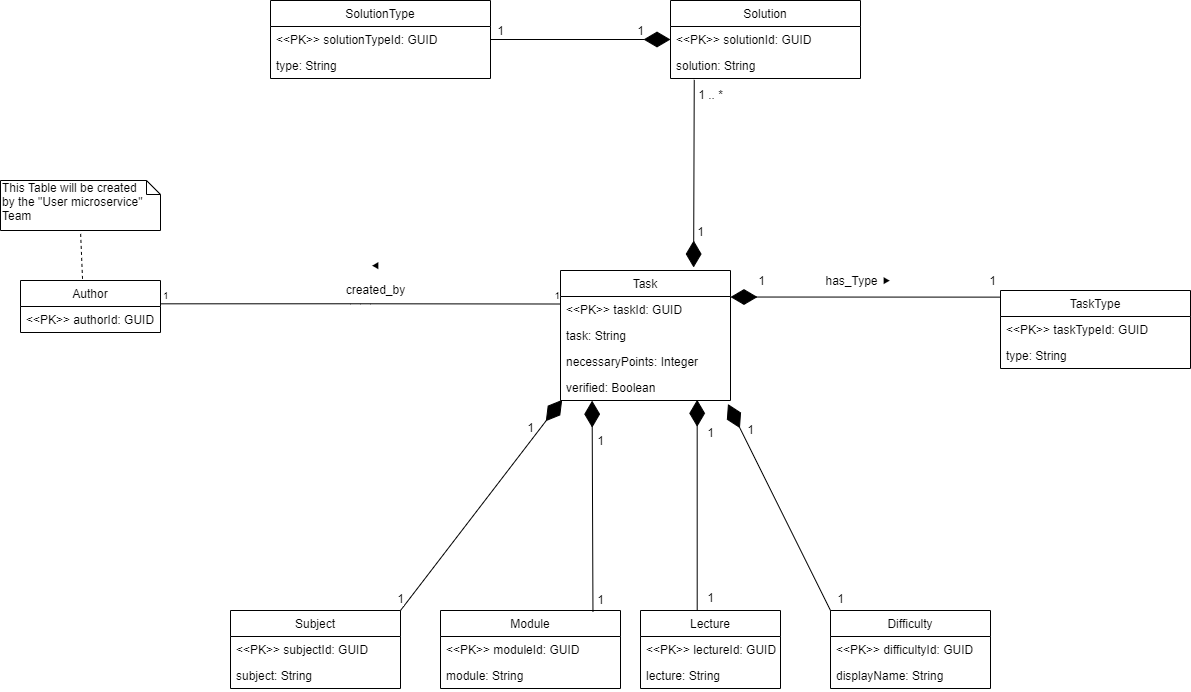 SolutionType
<<PK>> solutionTypeId: GUID
type: String
1
1
Solution
<<PK>> solutionId: GUID
solution: String
1 .. *
1
This Table will be created
by the "User microservice"
Team
Author
<<PK>> authorId: GUID
1
created_by
1
Task
<<PK>> taskId: GUID
task: String
necessaryPoints: Integer
verified: Boolean
1
has_Type
1
TaskType
<<PK>> taskTypeId: GUID
type: String
1
1
1
1
1
1
1
1
Subject
<<PK>> subjectId: GUID
subject: String
Module
<<PK>> moduleId: GUID
module: String
Lecture
<<PK>> lectureId: GUID
lecture: String
Difficulty
<<PK>> difficultyId: GUID
displayName: String